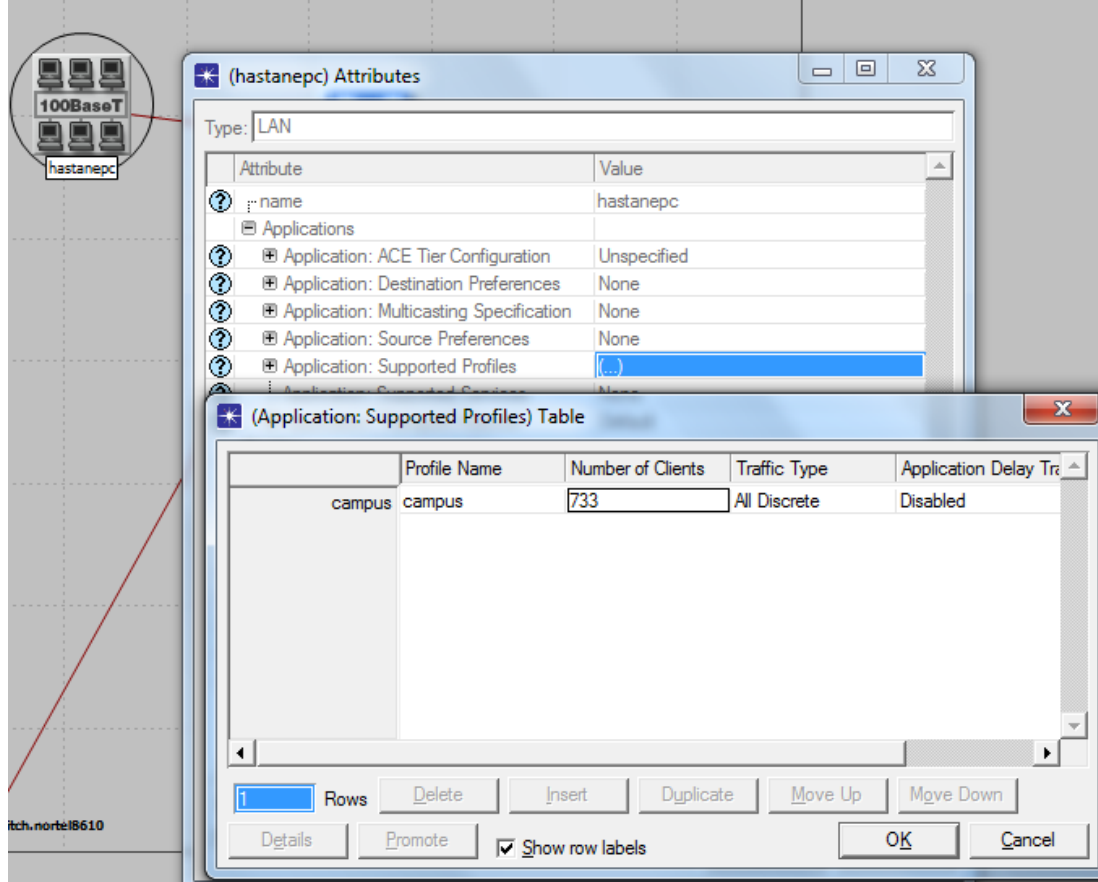 100BaseT
hastanepc
(hastanepc) Attributes
Type: LAN
Attribute Value
name hastanepc
Applications
Application: ACE Tier Configuration Unspecified
Application: Destination Preferences None
Application: Multicasting Specification None
Application: Source Preferences None
Application: Supported Profiles (...)
(Application: Supported Profiles) Table
Profile Name Number of Clients Traffic Type Application Delay Tra
campus campus 733 All Discrete Disabled
1 Rows Delete Insert Duplicate Move Up Move Down
itch.nortel8610
Details Promote Show row labels OK Cancel